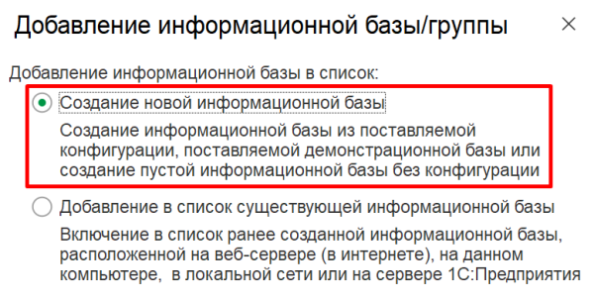 Добавление информационной базы/группы ×
Добавление информационной базы в список:
Создание новой информационной базы
Создание информационной базы из поставляемой
конфигурации, поставляемой демонстрационной базы или
создание пустой информационной базы без конфигурации
Добавление в список существующей информационной базы
Включение в список ранее созданной информационной базы,
расположенной на веб-сервере (в интернете), на данном
компьютере, в локальной сети или на сервере 1С:Предприятия